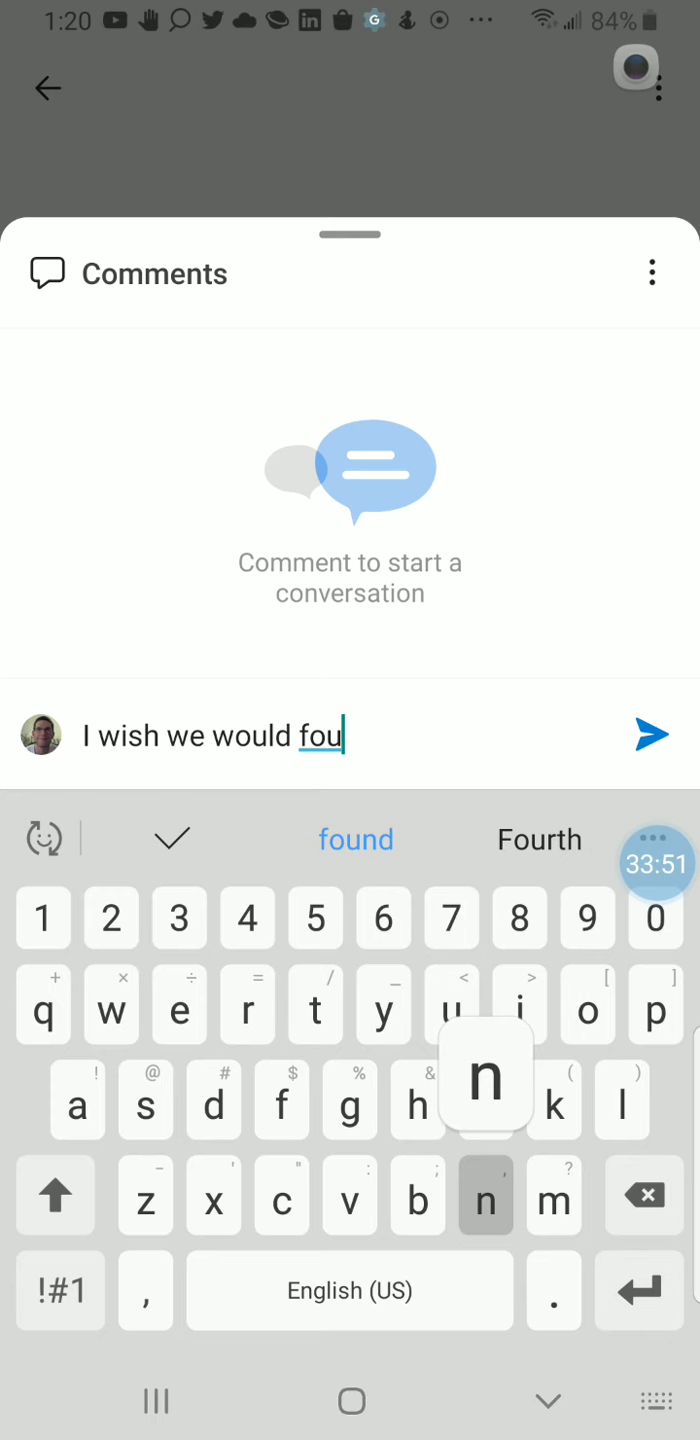 1:20 G in 84%
Comments
Comment to start a
conversation
I wish we would fou
found Fourth
33:51
1 2 3 4 5 6 7 8 9 0
+ × ÷ = / _ < > [ ]
q w e r t y u i o p
! @ # $ % & ( )
a s d f g h n k l
- ' " : ; , ?
z x c v b n m
!#1 , English (US) .